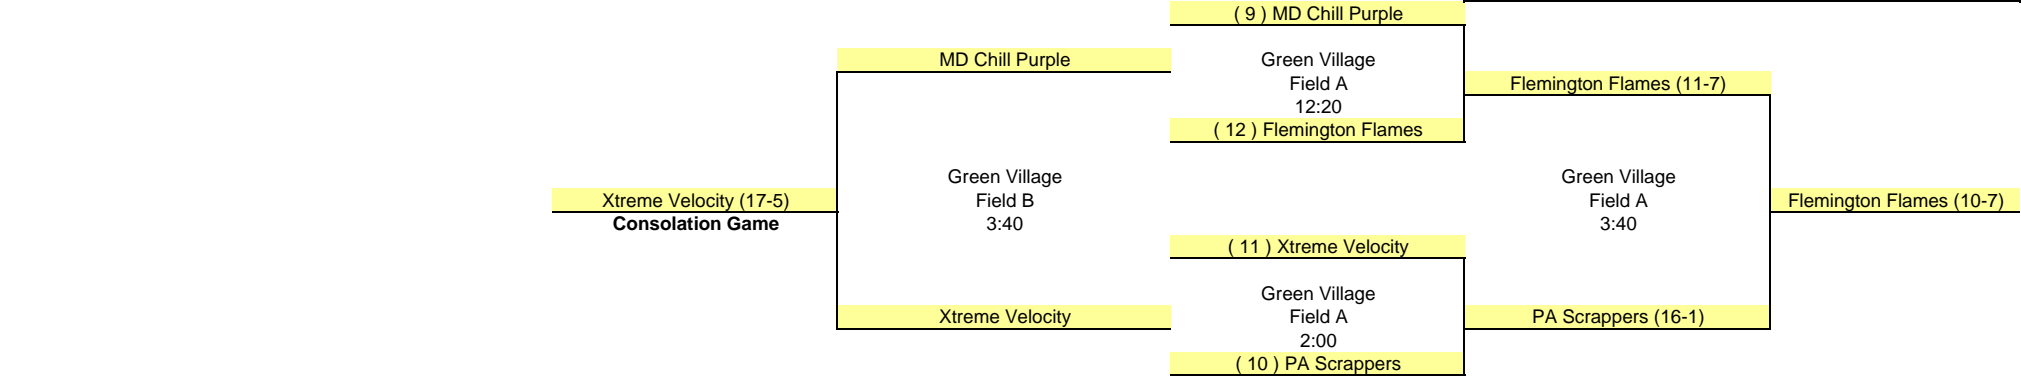 ( 9 ) MD Chill Purple
MD Chill Purple
Green Village
Field A
12:20
Flemington Flames (11-7)
( 12 ) Flemington Flames
Green Village
Field B
3:40
Green Village
Field A
3:40
Xtreme Velocity (17-5)
Consolation Game
Flemington Flames (10-7)
( 11 ) Xtreme Velocity
Green Village
Field A
2:00
Xtreme Velocity
PA Scrappers (16-1)
( 10 ) PA Scrappers